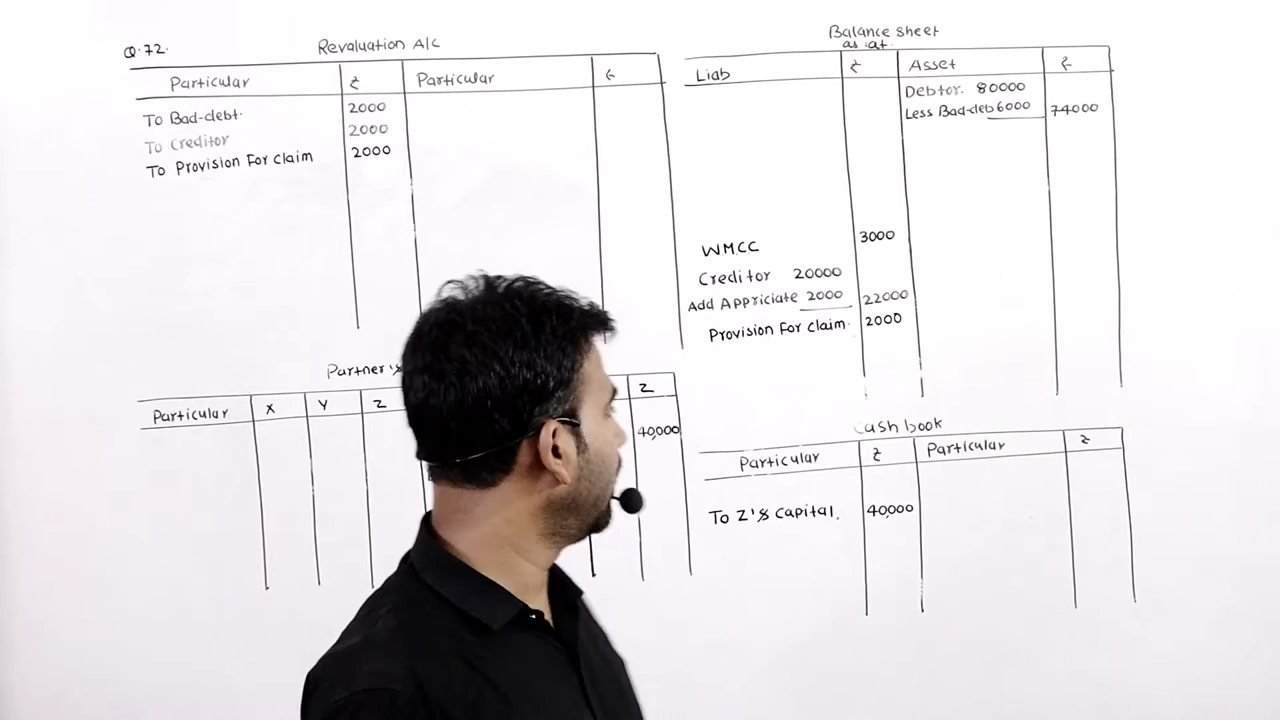 Q.72.
Revaluation A/C
Particular ₹ Particular ₹
To Bad-debt. 2000
To Creditor 2000
To Provision For claim 2000
Balance sheet
as at.
Liab ₹ Asset ₹
Debtor. 80000
Less Bad-deb 6000 74000
WMCC 3000
Creditor 20000
Add Appriciate 2000 22000
Provision For claim. 2000
Partner's
Particular X Y Z Z
40,000
Cash book
Particular ₹ Particular ₹
To Z's Capital. 40,000